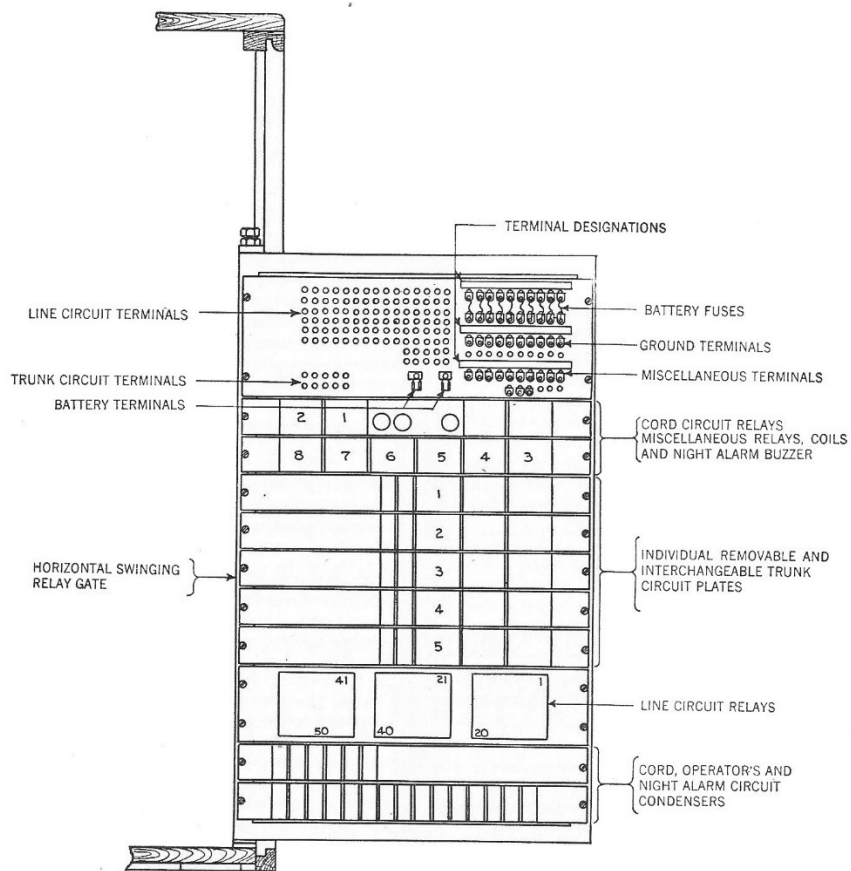 TERMINAL DESIGNATIONS
LINE CIRCUIT TERMINALS
BATTERY FUSES
GROUND TERMINALS
TRUNK CIRCUIT TERMINALS
MISCELLANEOUS TERMINALS
BATTERY TERMINALS
2 1
CORD CIRCUIT RELAYS
MISCELLANEOUS RELAYS, COILS
AND NIGHT ALARM BUZZER
8 7 6 5 4 3
1
2
HORIZONTAL SWINGING
RELAY GATE
3
INDIVIDUAL REMOVABLE AND
INTERCHANGEABLE TRUNK
CIRCUIT PLATES
4
5
41 21 1
50 40 20
LINE CIRCUIT RELAYS
CORD, OPERATOR'S AND
NIGHT ALARM CIRCUIT
CONDENSERS